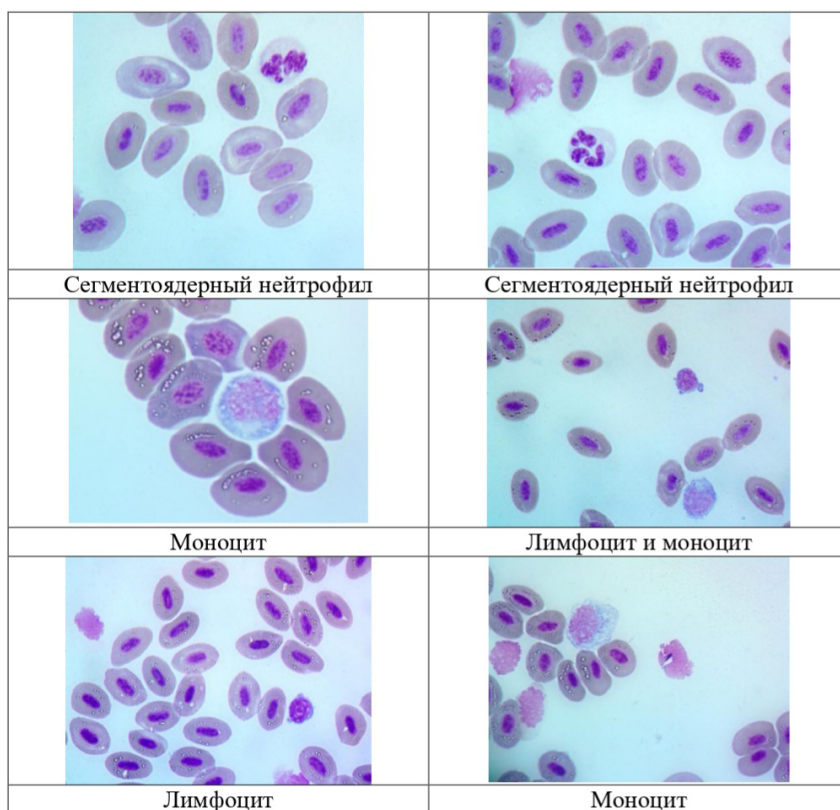 Сегментоядерный нейтрофил
Сегментоядерный нейтрофил
Моноцит
Лимфоцит и моноцит
Лимфоцит
Моноцит